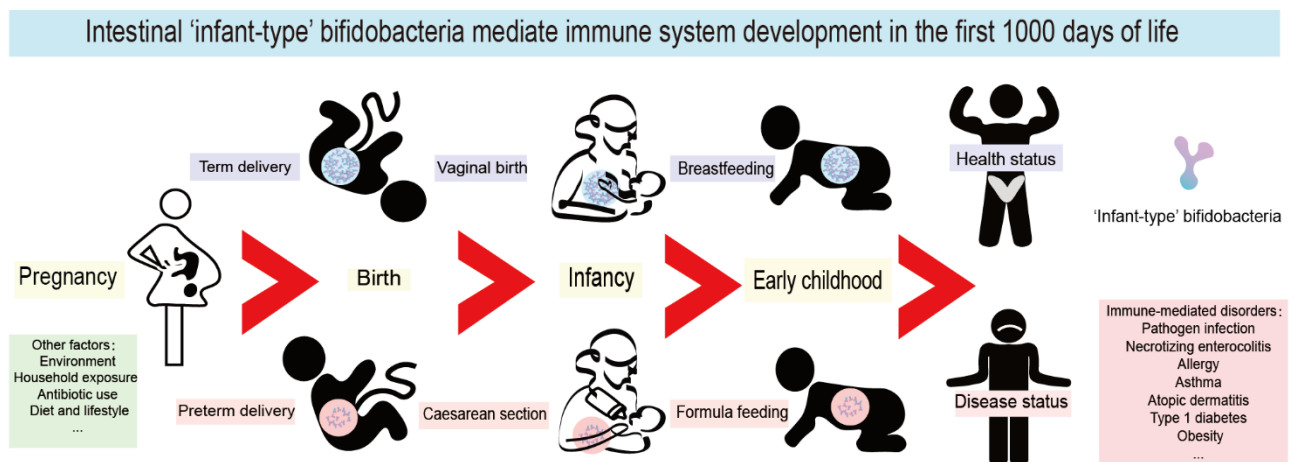 Intestinal ‘infant-type’ bifidobacteria mediate immune system development in the first 1000 days of life
Term delivery
Vaginal birth
Breastfeeding
Health status
‘Infant-type’ bifidobacteria
Pregnancy
Birth
Infancy
Early childhood
Other factors:
Environment
Household exposure
Antibiotic use
Diet and lifestyle
...
Preterm delivery
Caesarean section
Formula feeding
Disease status
Immune-mediated disorders:
Pathogen infection
Necrotizing enterocolitis
Allergy
Asthma
Atopic dermatitis
Type 1 diabetes
Obesity
...